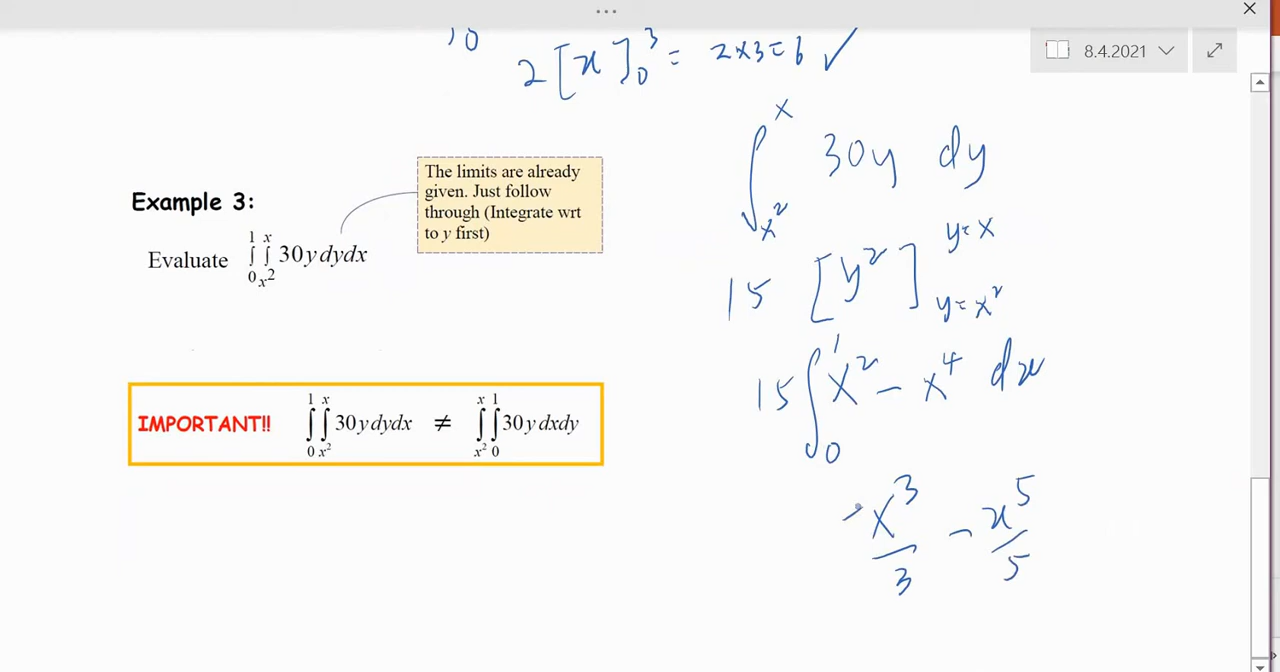 ...
8.4.2021
2[x]₀³ = 2×3=6 ✓
∫_{x²}^{x} 30y dy
The limits are already
given. Just follow
through (Integrate wrt
to y first)
Example 3:
Evaluate ∫₀¹ ∫_{x²}^{x} 30y dydx
15 [y²]_{y=x²}^{y=x}
15 ∫₀¹ x² − x⁴ dx
IMPORTANT!! ∫₀¹ ∫_{x²}^{x} 30y dydx ≠ ∫_{x²}^{x} ∫₀¹ 30y dxdy
x³/3 − x⁵/5